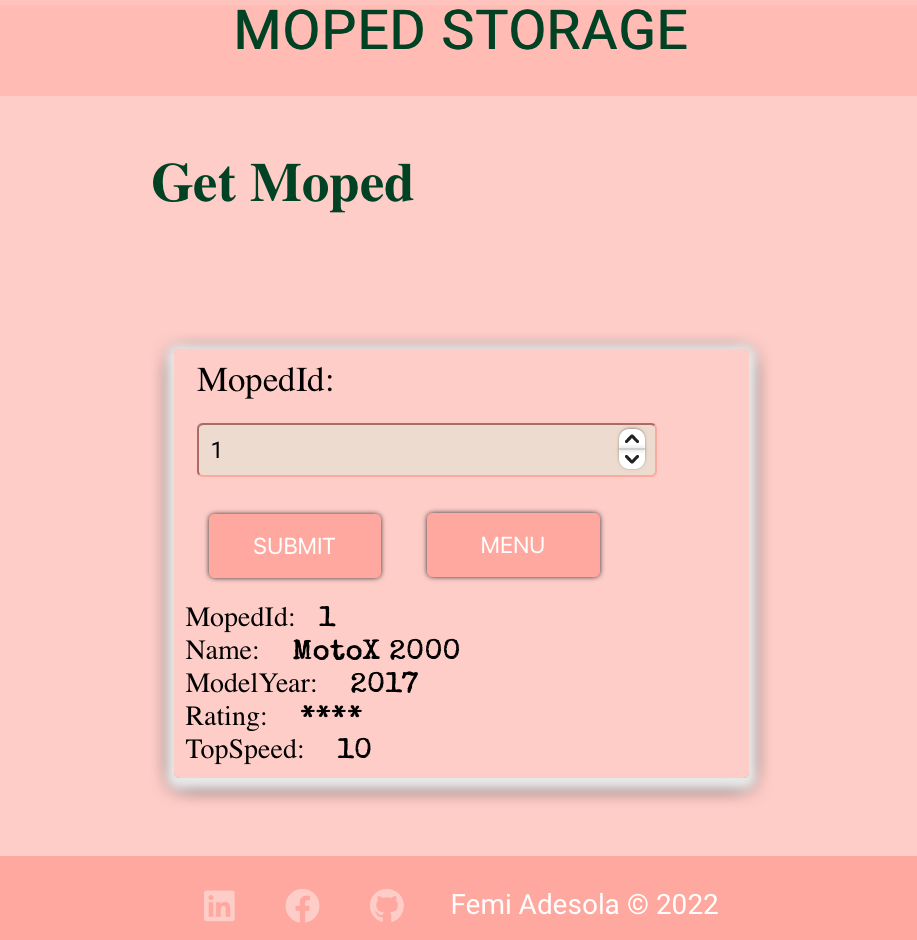 MOPED STORAGE
Get Moped
MopedId:
1
SUBMIT MENU
MopedId: 1
Name: MotoX 2000
ModelYear: 2017
Rating: ****
TopSpeed: 10
Femi Adesola © 2022